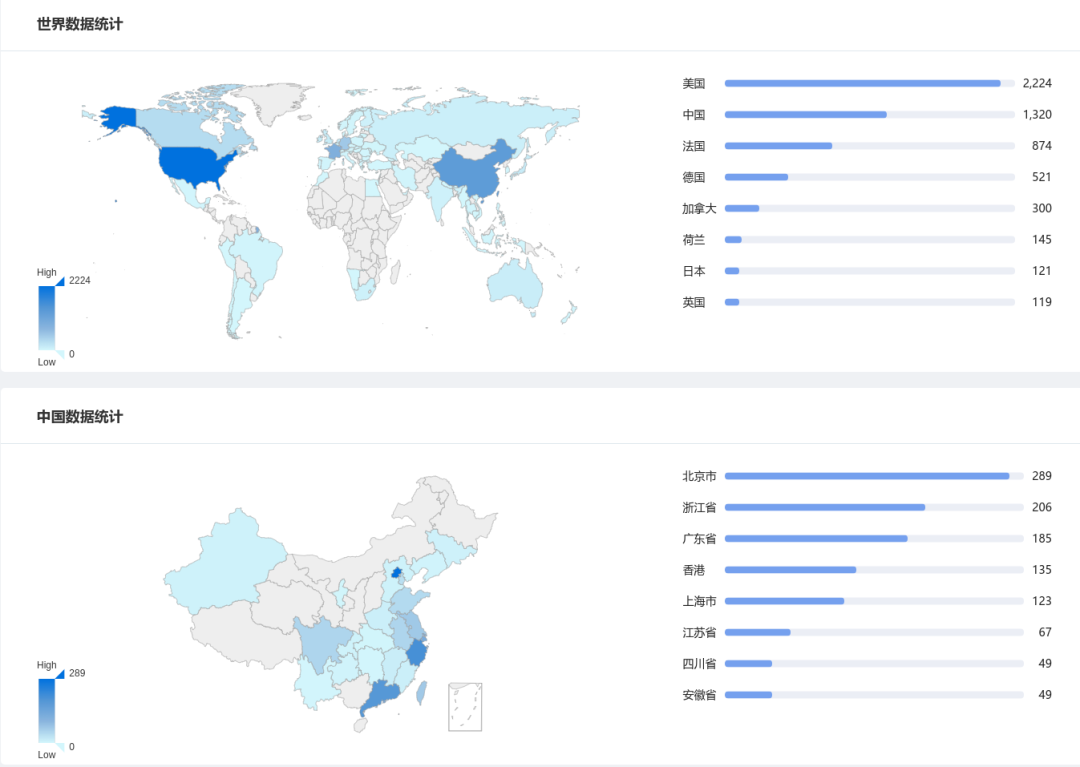 世界数据统计
美国 2,224
中国 1,320
法国 874
德国 521
加拿大 300
荷兰 145
日本 121
英国 119
High
2224
0
Low
中国数据统计
北京市 289
浙江省 206
广东省 185
香港 135
上海市 123
江苏省 67
四川省 49
安徽省 49
High
289
0
Low